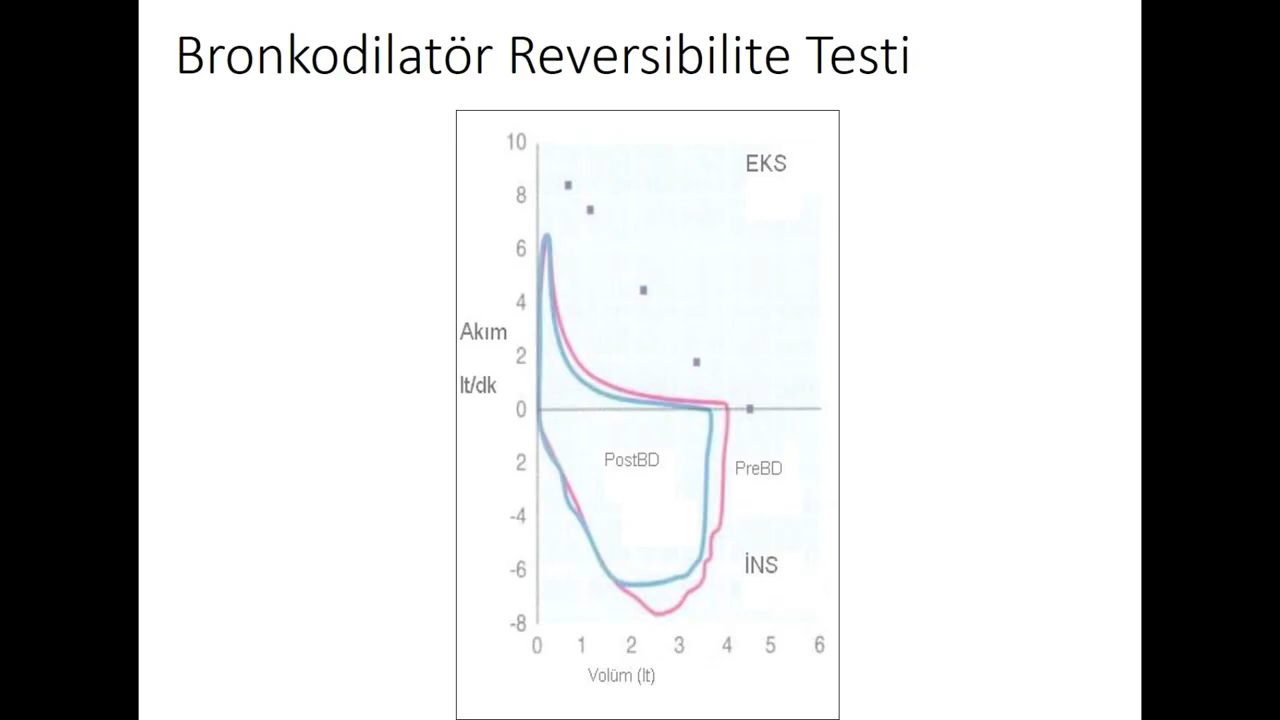 Bronkodilatör Reversibilite Testi
10
EKS
8
6
4
Akım
2
lt/dk
0
PostBD
2
PreBD
-4
İNS
-6
-8
0 1 2 3 4 5 6
Volüm (lt)